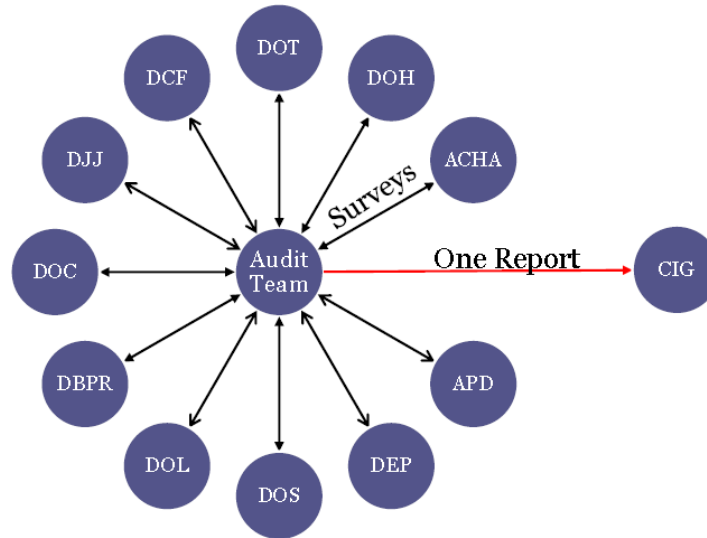 DOT
DCF
DOH
DJJ
ACHA
Surveys
Audit
Team
One Report
DOC
CIG
DBPR
APD
DOL
DEP
DOS